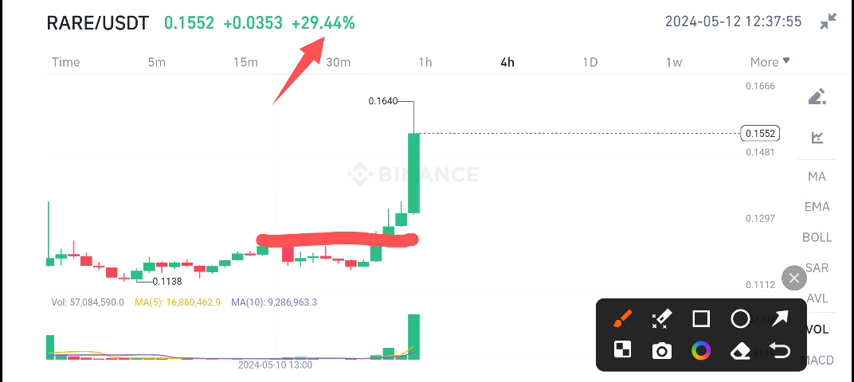 RARE/USDT 0.1552 +0.0353 +29.44% 2024-05-12 12:37:55
Time 5m 15m 30m 1h 4h 1D 1w More
0.1666
0.1640
0.1552
0.1481
BINANCE
MA
EMA
0.1297
BOLL
SAR
0.1138
0.1112
AVL
Vol: 57,084,590.0 MA(5): 16,860,462.9 MA(10): 9,286,963.3
VOL
MACD
2024-05-10 13:00